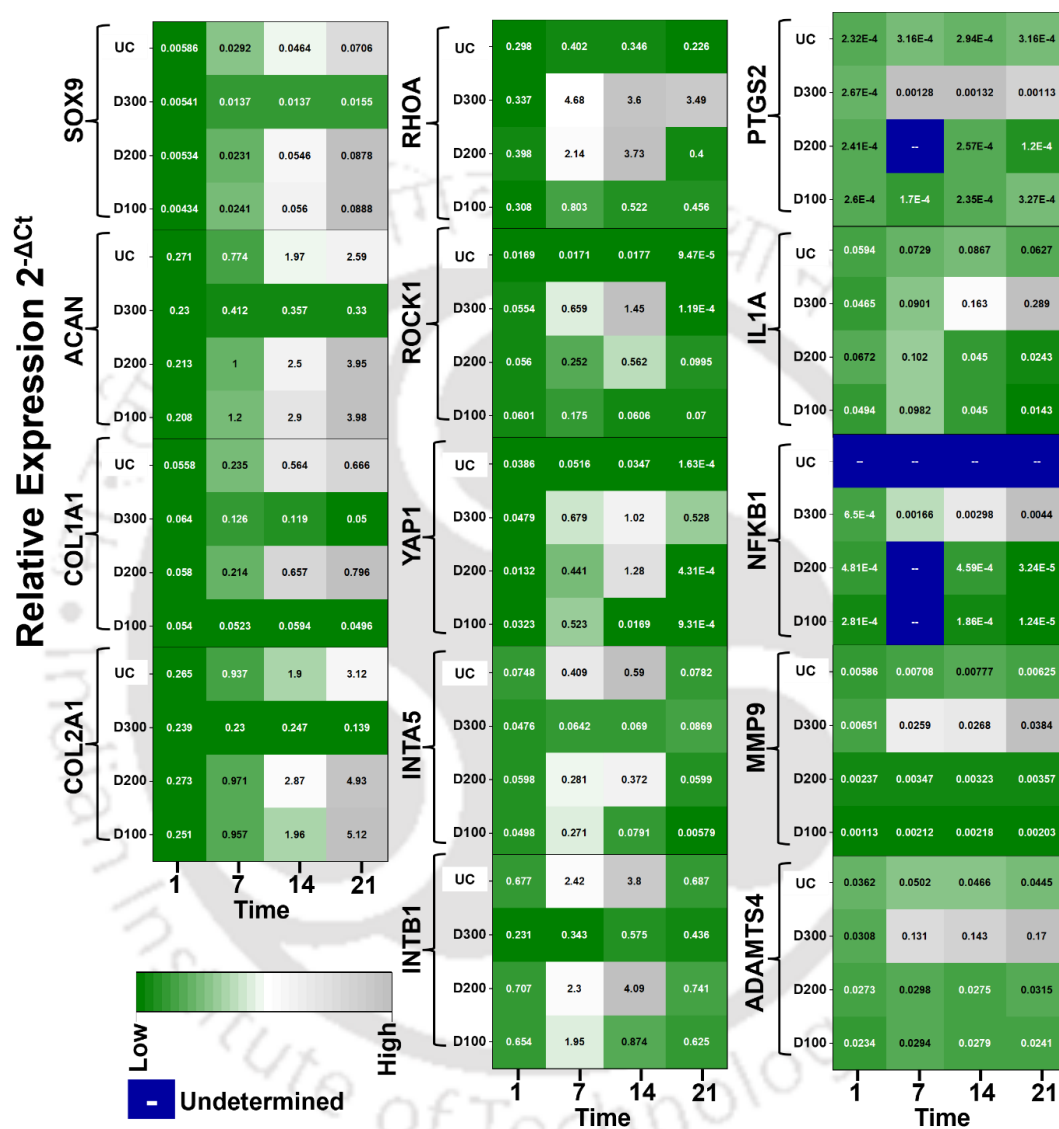 Relative Expression 2-ΔCt
SOX9
UC 0.00586 0.0292 0.0464 0.0706
D300 0.00541 0.0137 0.0137 0.0155
D200 0.00534 0.0231 0.0546 0.0878
D100 0.00434 0.0241 0.056 0.0888
ACAN
UC 0.271 0.774 1.97 2.59
D300 0.23 0.412 0.357 0.33
D200 0.213 1 2.5 3.95
D100 0.208 1.2 2.9 3.98
COL1A1
UC 0.0558 0.235 0.564 0.666
D300 0.064 0.126 0.119 0.05
D200 0.058 0.214 0.657 0.796
D100 0.054 0.0523 0.0594 0.0496
COL2A1
UC 0.265 0.937 1.9 3.12
D300 0.239 0.23 0.247 0.139
D200 0.273 0.971 2.87 4.93
D100 0.251 0.957 1.96 5.12
1 7 14 21
Time
Low High
-- Undetermined
RHOA
UC 0.298 0.402 0.346 0.226
D300 0.337 4.68 3.6 3.49
D200 0.398 2.14 3.73 0.4
D100 0.308 0.803 0.522 0.456
ROCK1
UC 0.0169 0.0171 0.0177 9.47E-5
D300 0.0554 0.659 1.45 1.19E-4
D200 0.056 0.252 0.562 0.0995
D100 0.0601 0.175 0.0606 0.07
YAP1
UC 0.0386 0.0516 0.0347 1.63E-4
D300 0.0479 0.679 1.02 0.528
D200 0.0132 0.441 1.28 4.31E-4
D100 0.0323 0.523 0.0169 9.31E-4
INTA5
UC 0.0748 0.409 0.59 0.0782
D300 0.0476 0.0642 0.069 0.0869
D200 0.0598 0.281 0.372 0.0599
D100 0.0498 0.271 0.0791 0.00579
INTB1
UC 0.677 2.42 3.8 0.687
D300 0.231 0.343 0.575 0.436
D200 0.707 2.3 4.09 0.741
D100 0.654 1.95 0.874 0.625
1 7 14 21
Time
PTGS2
UC 2.32E-4 3.16E-4 2.94E-4 3.16E-4
D300 2.67E-4 0.00128 0.00132 0.00113
D200 2.41E-4 -- 2.57E-4 1.2E-4
D100 2.6E-4 1.7E-4 2.35E-4 3.27E-4
IL1A
UC 0.0594 0.0729 0.0867 0.0627
D300 0.0465 0.0901 0.163 0.289
D200 0.0672 0.102 0.045 0.0243
D100 0.0494 0.0982 0.045 0.0143
NFKB1
UC -- -- -- --
D300 6.5E-4 0.00166 0.00298 0.0044
D200 4.81E-4 -- 4.59E-4 3.24E-5
D100 2.81E-4 -- 1.86E-4 1.24E-5
MMP9
UC 0.00586 0.00708 0.00777 0.00625
D300 0.00651 0.0259 0.0268 0.0384
D200 0.00237 0.00347 0.00323 0.00357
D100 0.00113 0.00212 0.00218 0.00203
ADAMTS4
UC 0.0362 0.0502 0.0466 0.0445
D300 0.0308 0.131 0.143 0.17
D200 0.0273 0.0298 0.0275 0.0315
D100 0.0234 0.0294 0.0279 0.0241
1 7 14 21
Time
Indian Institute of Technology